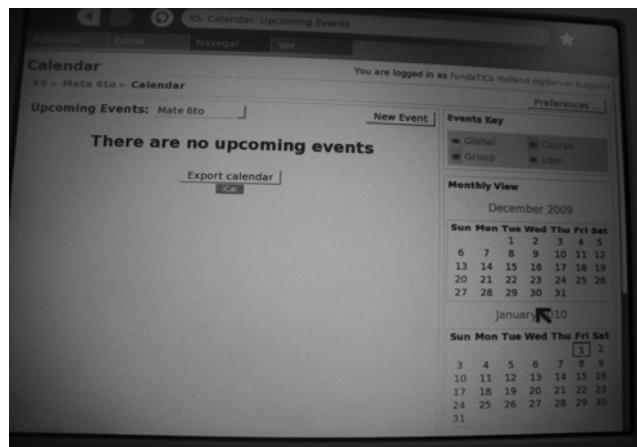 XS: Calendar: Upcoming Events
Actividad Editar Navegar Ver
Calendar
You are logged in as fundaTICs Holland myServer (Logout)
XS » Mate 6to » Calendar
Preferences ...
Upcoming Events: Mate 6to
New Event
There are no upcoming events
Export calendar
iCal
Events Key
Global Course
Group User
Monthly View
December 2009
Sun Mon Tue Wed Thu Fri Sat
1 2 3 4 5
6 7 8 9 10 11 12
13 14 15 16 17 18 19
20 21 22 23 24 25 26
27 28 29 30 31
January 2010
Sun Mon Tue Wed Thu Fri Sat
1 2
3 4 5 6 7 8 9
10 11 12 13 14 15 16
17 18 19 20 21 22 23
24 25 26 27 28 29 30
31